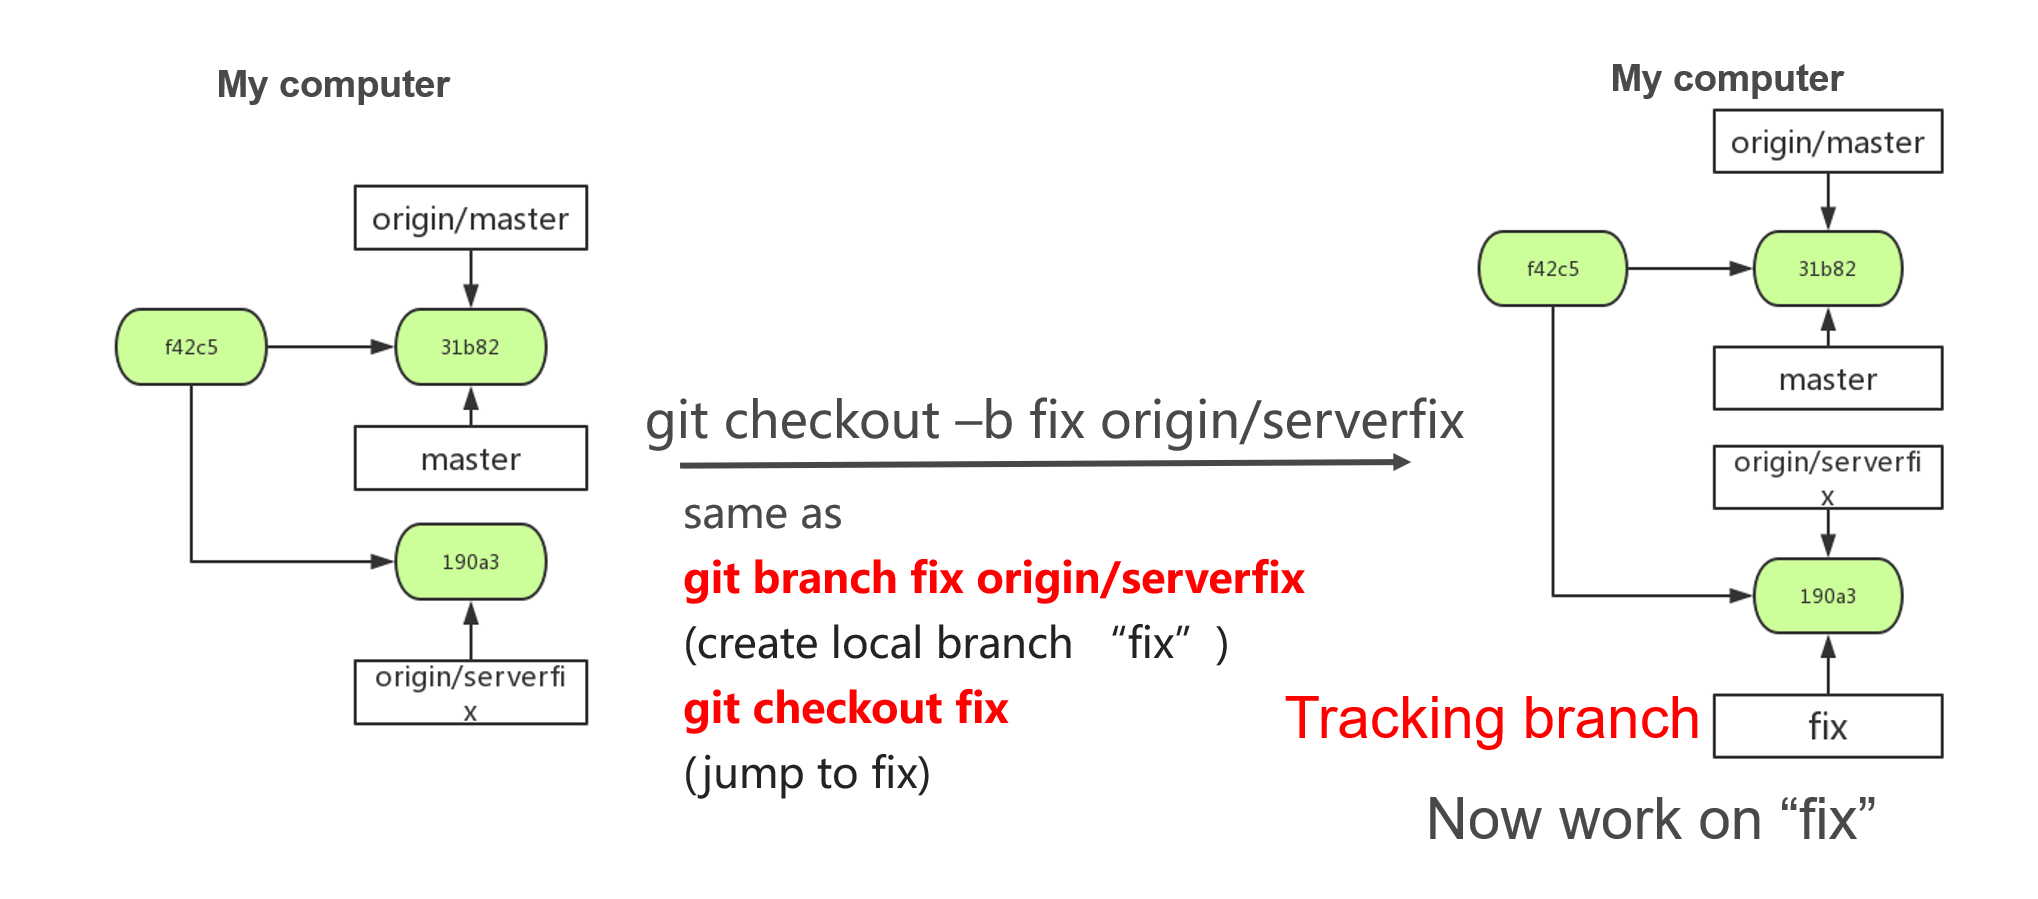 My computer
origin/master
f42c5
31b82
master
190a3
origin/serverfi
x
git checkout –b fix origin/serverfix
same as
git branch fix origin/serverfix
(create local branch “fix” )
git checkout fix
(jump to fix)
My computer
origin/master
f42c5
31b82
master
origin/serverfi
x
190a3
Tracking branch
fix
Now work on “fix”